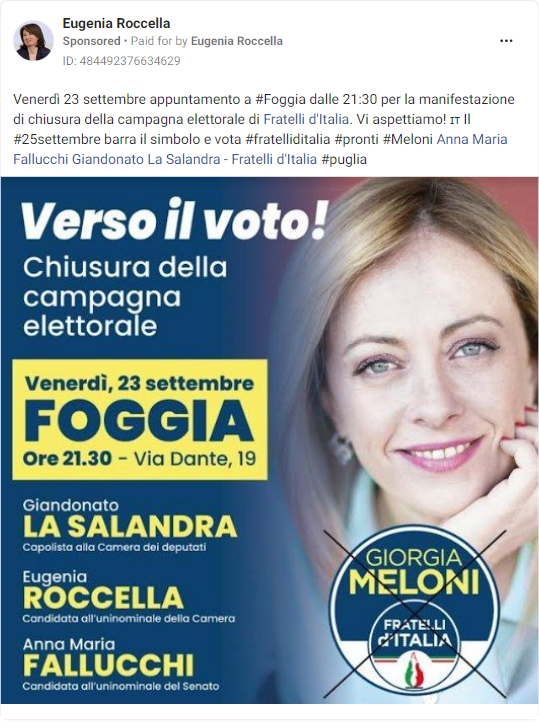 Eugenia Roccella
Sponsored • Paid for by Eugenia Roccella
ID: 484492376634629
Venerdì 23 settembre appuntamento a #Foggia dalle 21:30 per la manifestazione
di chiusura della campagna elettorale di Fratelli d'Italia. Vi aspettiamo! IT Il
#25settembre barra il simbolo e vota #fratelliditalia #pronti #Meloni Anna Maria
Fallucchi Giandonato La Salandra - Fratelli d'Italia #puglia
Verso il voto!
Chiusura della
campagna
elettorale
Venerdì, 23 settembre
FOGGIA
Ore 21.30 – Via Dante, 19
Giandonato
LA SALANDRA
Capolista alla Camera dei deputati
Eugenia
ROCCELLA
Candidata all'uninominale della Camera
Anna Maria
FALLUCCHI
Candidata all'uninominale del Senato
GIORGIA
MELONI
FRATELLI
d'ITALIA